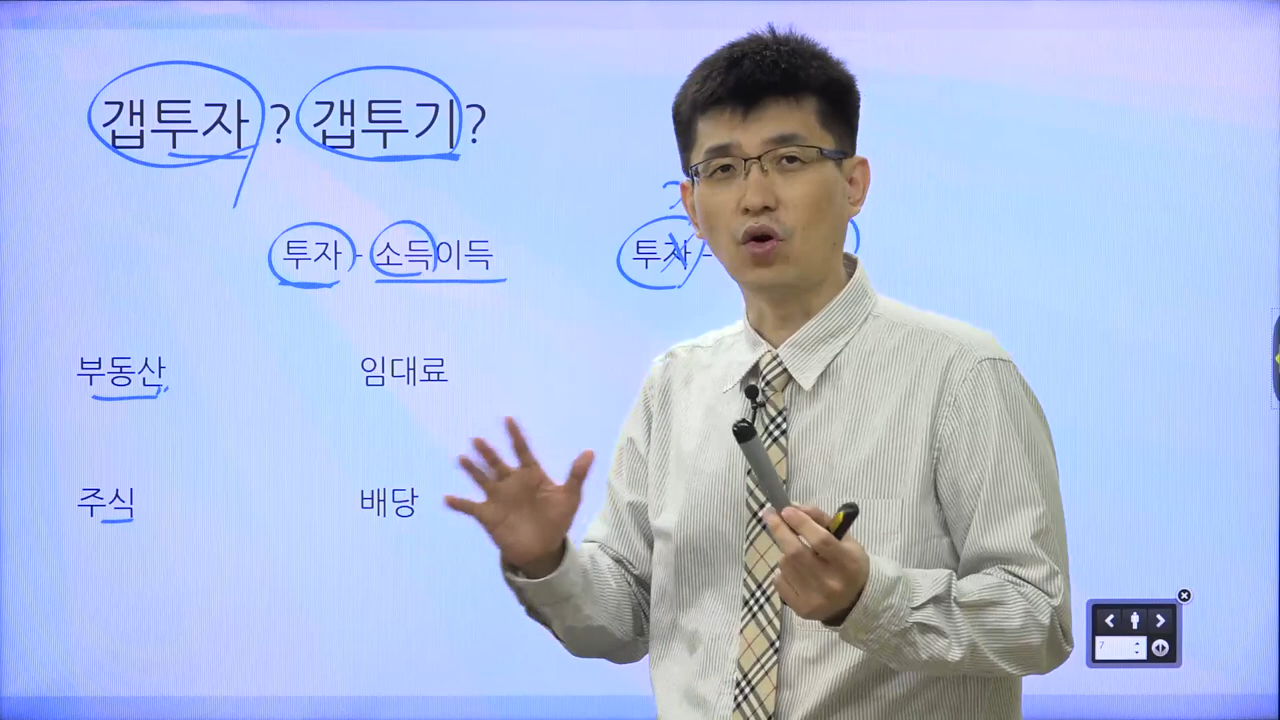 갭투자? 갭투기?
투자 - 소득이득 투자 -
부동산 임대료
주식 배당
7